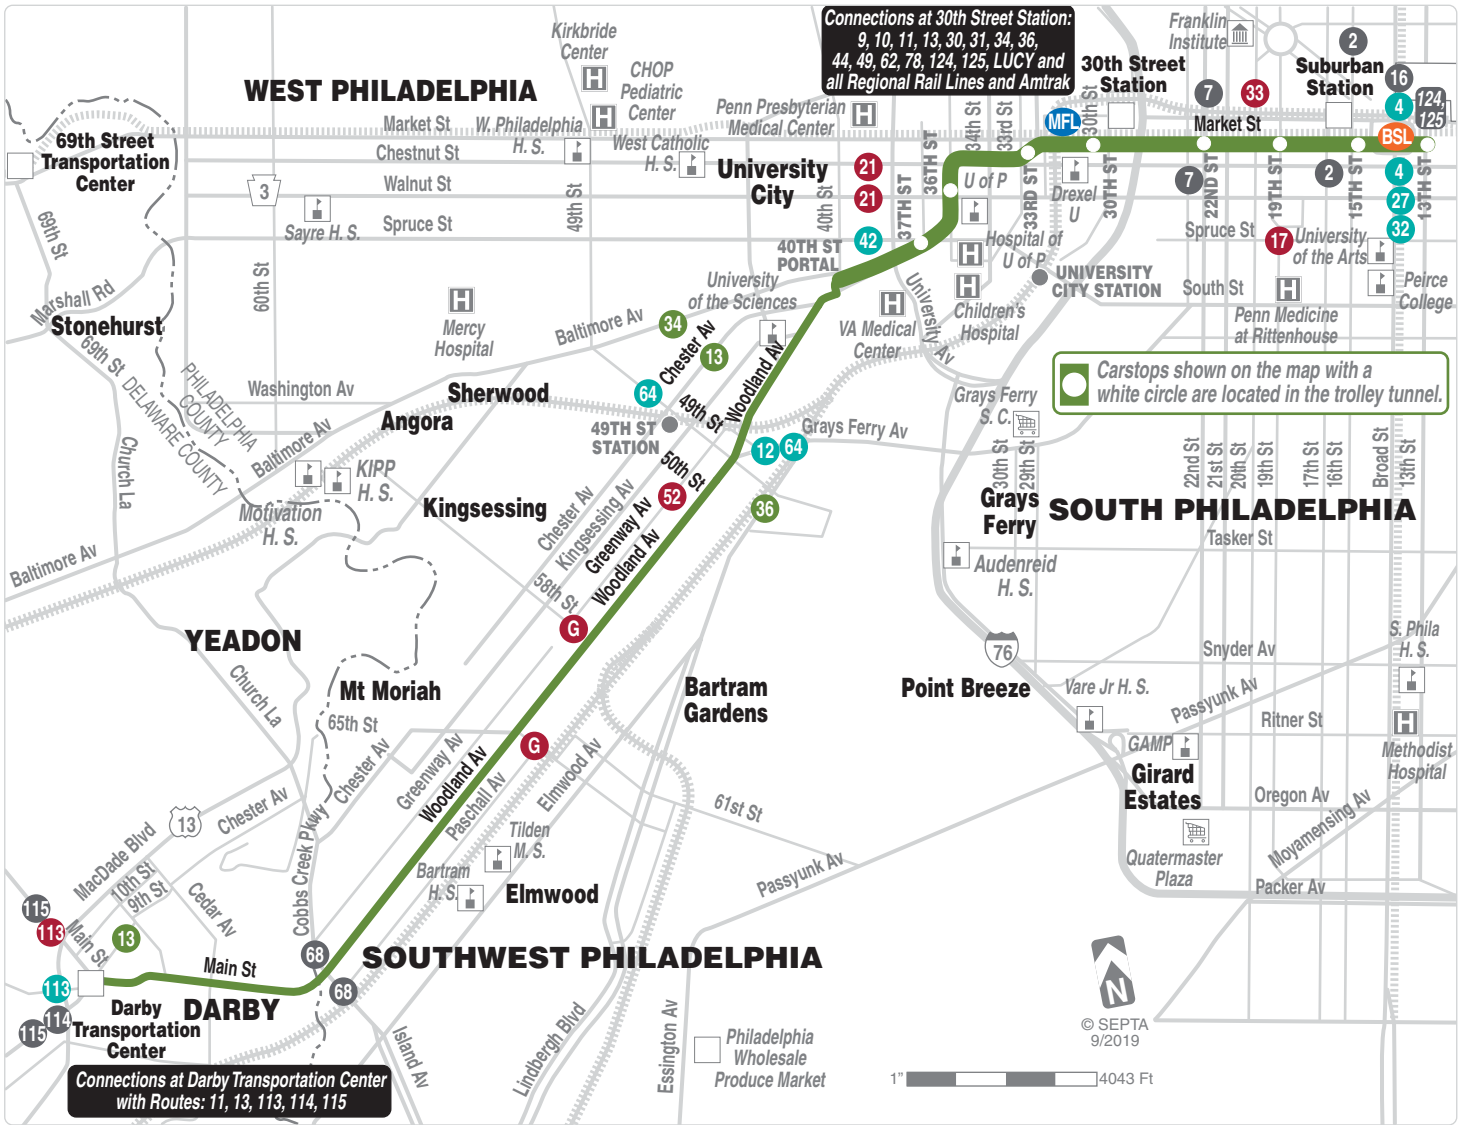 Connections at 30th Street Station:
9, 10, 11, 13, 30, 31, 34, 36,
44, 49, 62, 78, 124, 125, LUCY and
all Regional Rail Lines and Amtrak
Kirkbride
Center
H
CHOP
Pediatric
Center
H
WEST PHILADELPHIA
Franklin
Institute
2
30th Street
Station
Suburban
Station
16
7
33
4
124,
125
Penn Presbyterian
Medical Center
H
34th St
33rd St
30th St
MFL
Market St
BSL
69th Street
Transportation
Center
Market St
W. Philadelphia
H. S.
West Catholic
H. S.
Chestnut St
Walnut St
Spruce St
3
49th St
Sayre H. S.
University
City
40th St
21
21
42
36TH ST
37TH ST
U of P
33RD ST
Drexel
U
30TH ST
7
22ND ST
19TH ST
2
15TH ST
4
27
32
13TH ST
Spruce St
17
University
of the Arts
40TH ST
PORTAL
Hospital of
U of P
H
UNIVERSITY
CITY STATION
South St
H
Penn Medicine
at Rittenhouse
Peirce
College
69th St
60th St
Marshall Rd
Stonehurst
69th St
H
Mercy
Hospital
University
of the Sciences
Baltimore Av
34
Chester Av
13
H
VA Medical
Center
University Av
H
Children's
Hospital
Carstops shown on the map with a
white circle are located in the trolley tunnel.
PHILADELPHIA
COUNTY
DELAWARE COUNTY
Washington Av
Sherwood
Angora
64
49th St
49TH ST
STATION
Woodland Av
Grays Ferry
S. C.
Grays Ferry Av
12
64
Baltimore Av
Church La
KIPP
H. S.
Motivation
H. S.
Kingsessing
50th St
52
36
30th St
29th St
22nd St
21st St
20th St
19th St
17th St
16th St
Broad St
13th St
Grays
Ferry
SOUTH PHILADELPHIA
Tasker St
Chester Av
Kingsessing Av
Greenway Av
Woodland Av
58th St
G
Baltimore Av
Audenreid
H. S.
YEADON
Church La
Mt Moriah
65th St
Bartram
Gardens
76
Point Breeze
Snyder Av
S. Phila
H. S.
Vare Jr H. S.
Passyunk Av
Ritner St
H
Methodist
Hospital
GAMP
Girard
Estates
Oregon Av
Moyamensing Av
Quatermaster
Plaza
Packer Av
G
Chester Av
Greenway Av
Woodland Av
Paschall Av
Elmwood Av
61st St
Passyunk Av
13
Chester Av
MacDade Blvd
10th St
9th St
Cobbs Creek Pkwy
Cedar Av
Tilden
M. S.
Bartram
H. S.
Elmwood
115
113
Main St
13
68
68
SOUTHWEST PHILADELPHIA
Main St
113
114
115
DARBY
Darby
Transportation
Center
Island Av
Lindbergh Blvd
Essington Av
Philadelphia
Wholesale
Produce Market
N
© SEPTA
9/2019
1"
4043 Ft
Connections at Darby Transportation Center
with Routes: 11, 13, 113, 114, 115